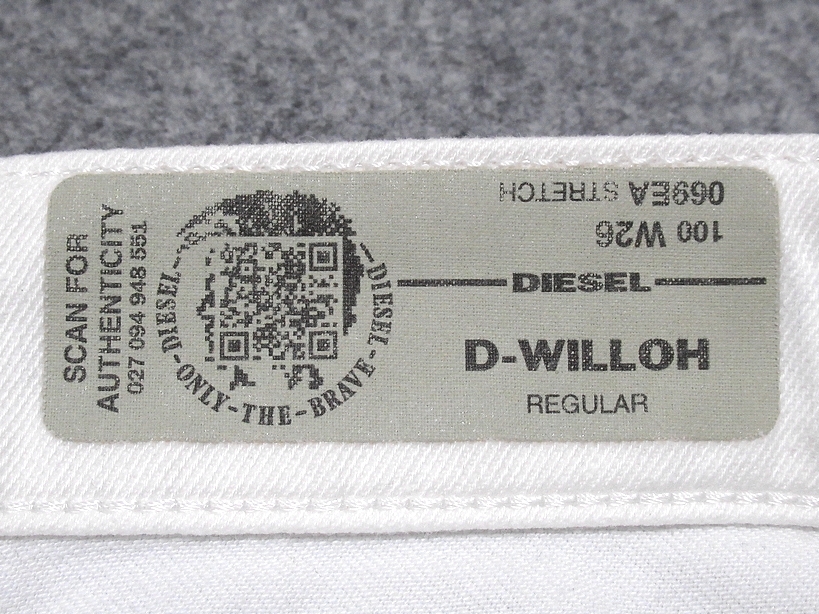 SCAN FOR
AUTHENTICITY
027 094 948 551
DIESEL-ONLY-THE-BRAVE-DIESEL
069EA STRETCH
100 W26
DIESEL
D-WILLOH
REGULAR